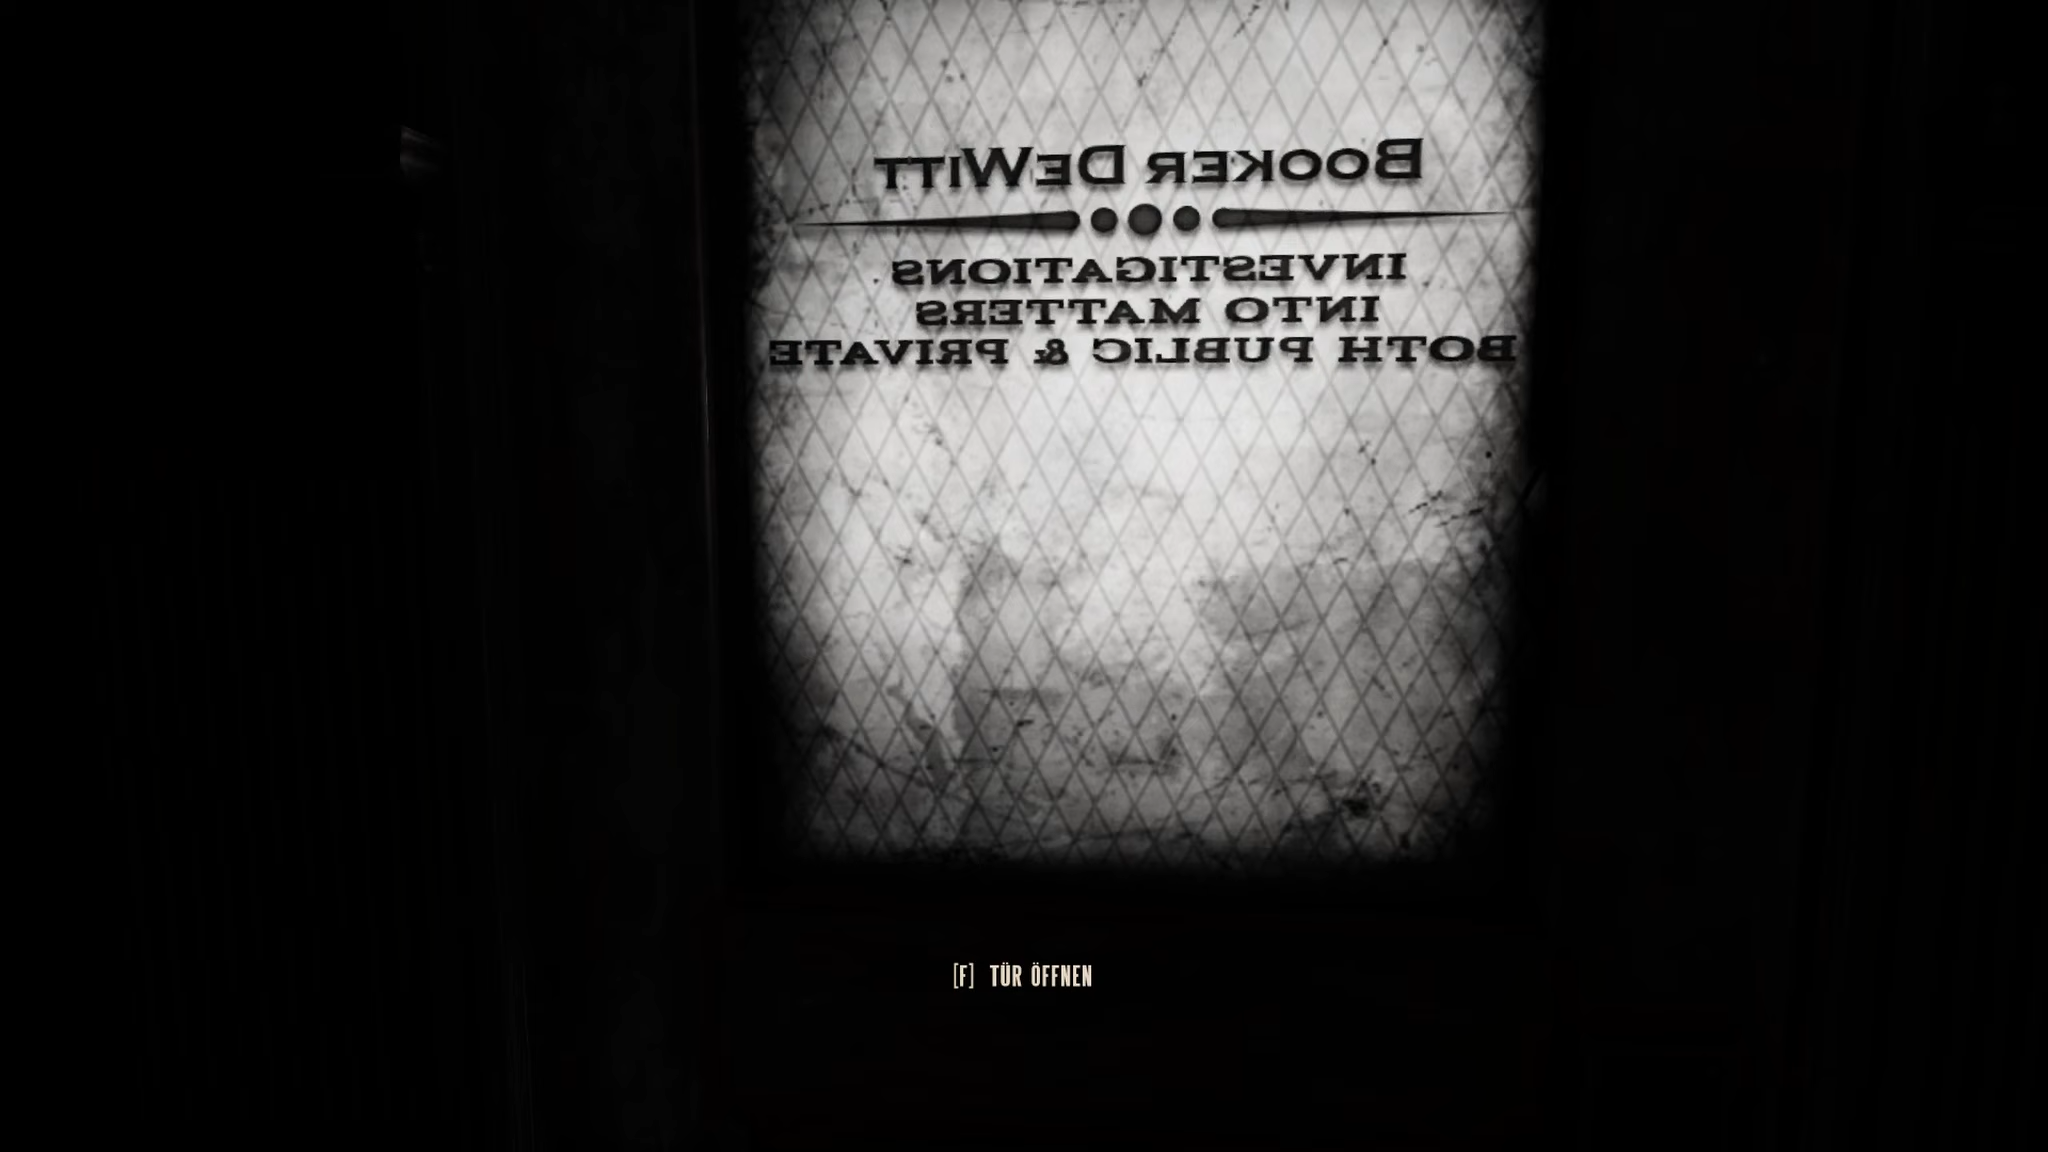 BOOKER DEWITT
INVESTIGATIONS
INTO MATTERS
BOTH PUBLIC & PRIVATE
[F] TÜR ÖFFNEN